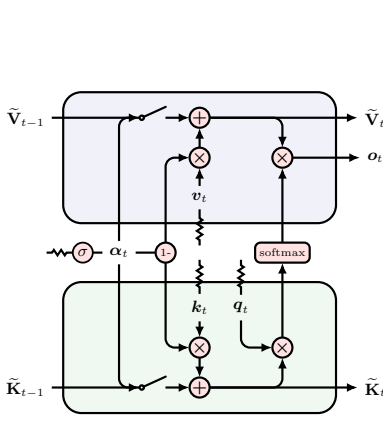 Ṽₜ₋₁ + Ṽₜ
× × oₜ
vₜ
σ αₜ 1- softmax
kₜ qₜ
× ×
K̃ₜ₋₁ + K̃ₜ